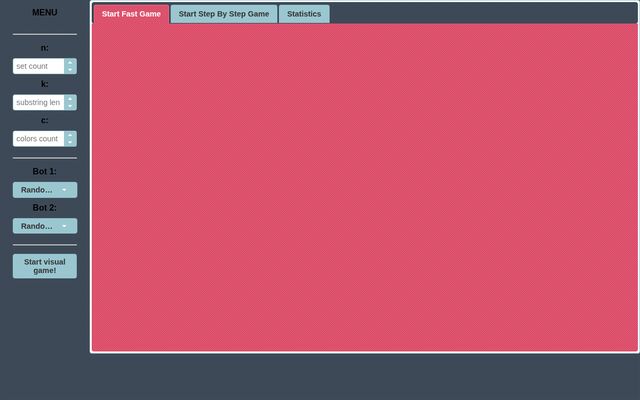 MENU
Start Fast Game
Start Step By Step Game
Statistics
n:
set count
k:
substring len
c:
colors count
Bot 1:
Rando...
Bot 2:
Rando...
Start visual
game!